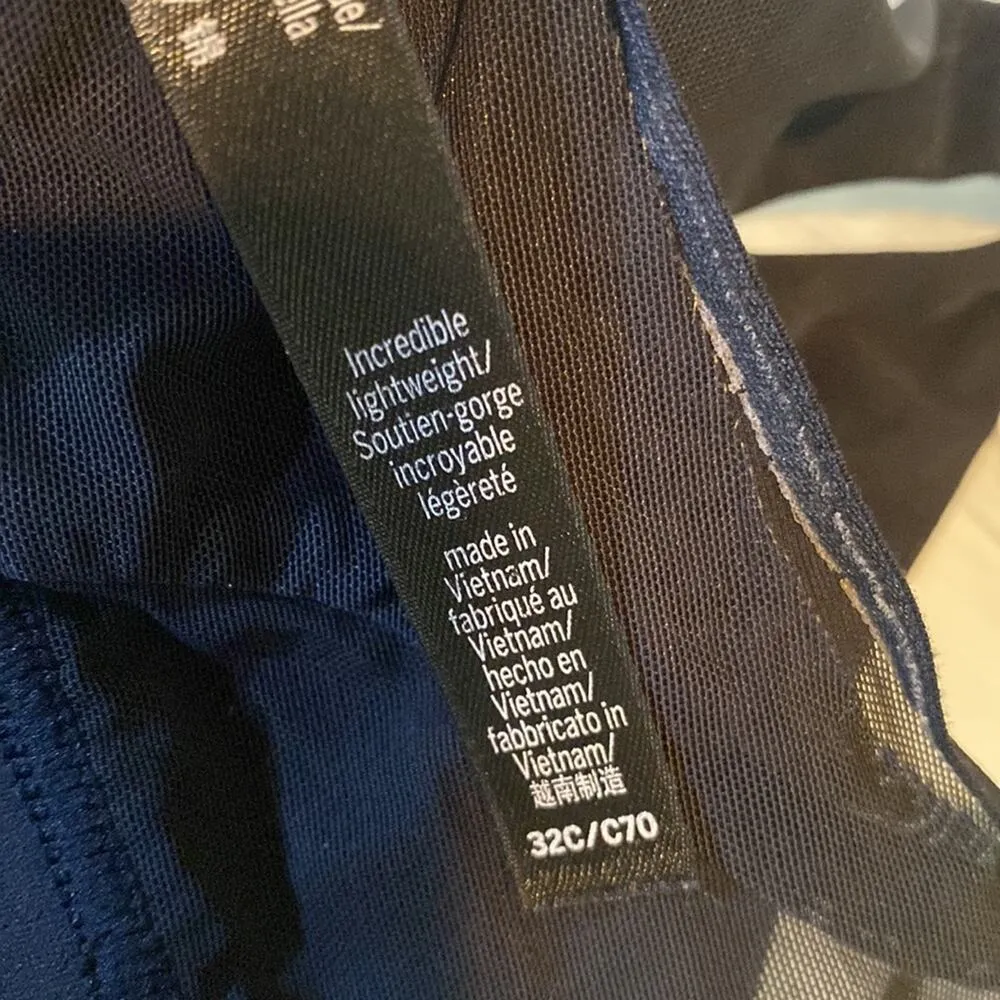 Incredible
lightweight/
Soutien-gorge
incroyable
légèreté
made in
Vietnam/
fabriqué au
Vietnam/
hecho en
Vietnam/
fabbricato in
Vietnam/
越南制造
32C/C70